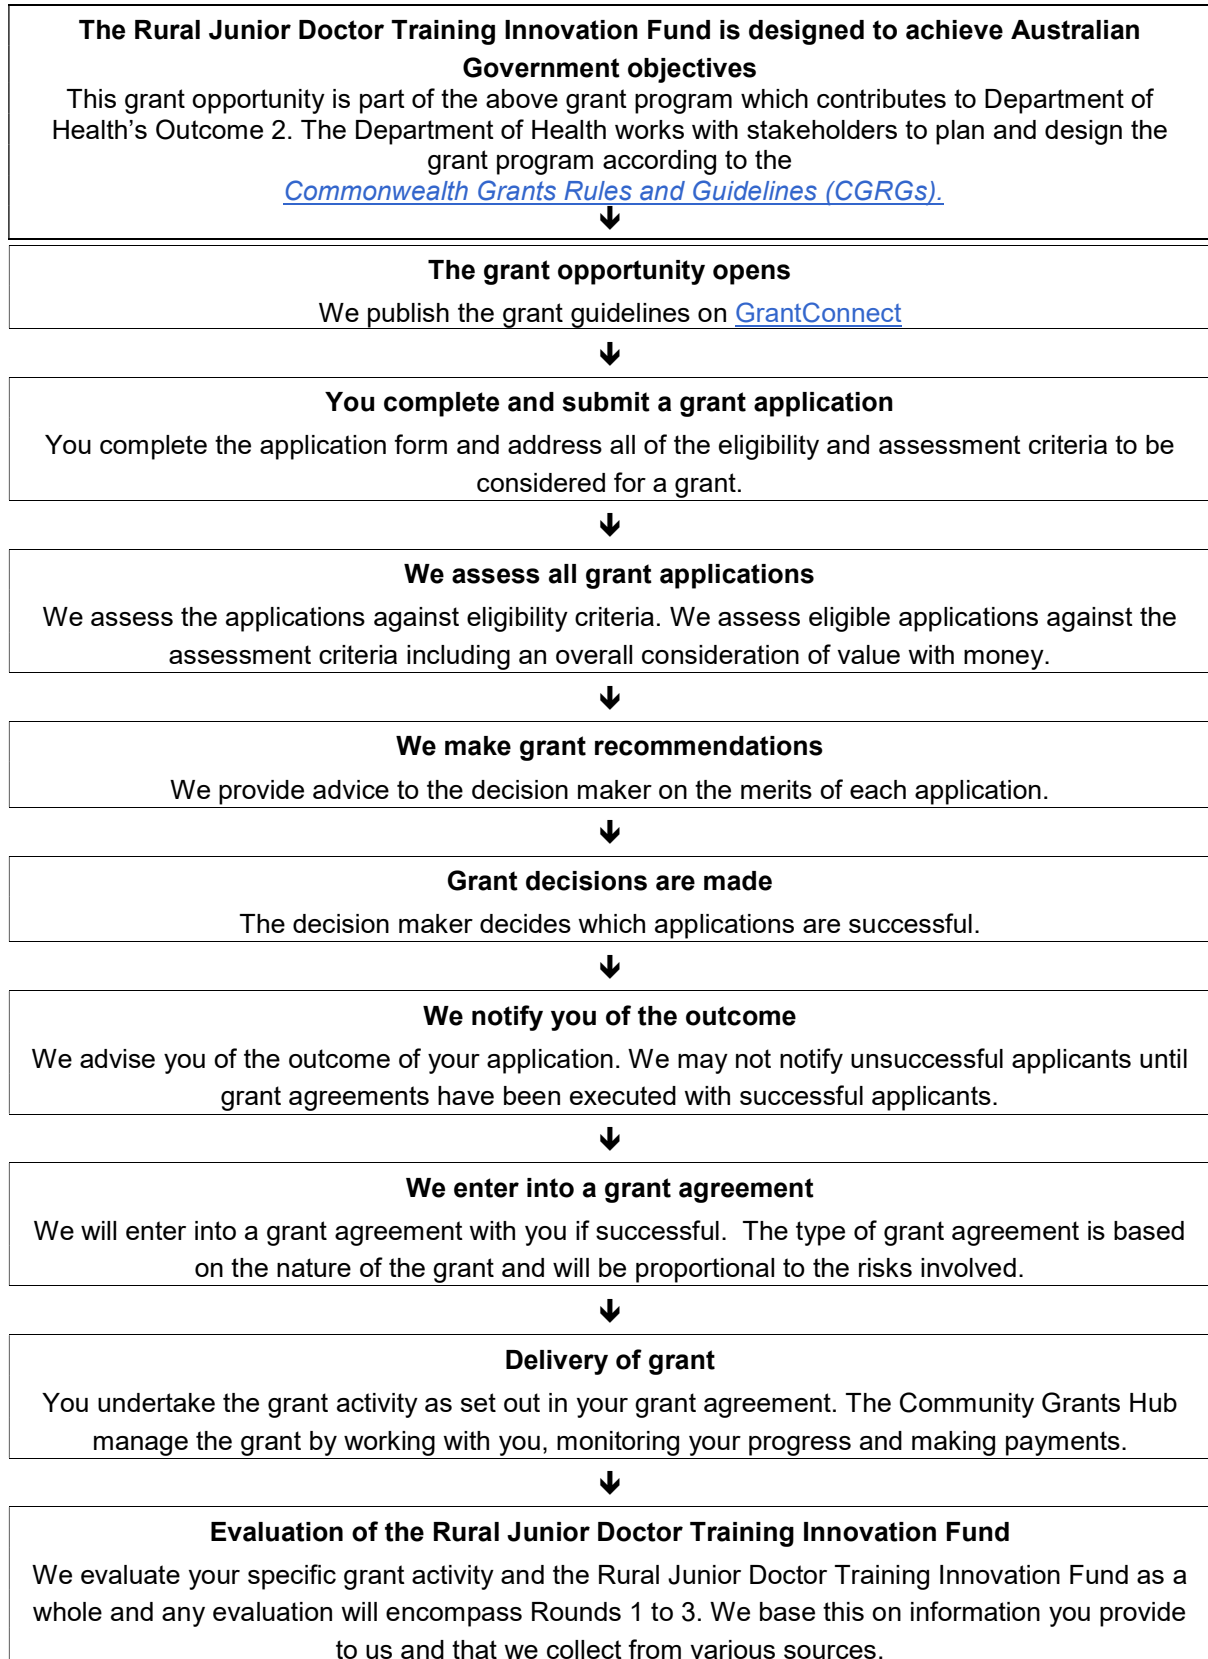 The Rural Junior Doctor Training Innovation Fund is designed to achieve Australian
Government objectives
This grant opportunity is part of the above grant program which contributes to Department of
Health's Outcome 2. The Department of Health works with stakeholders to plan and design the
grant program according to the
Commonwealth Grants Rules and Guidelines (CGRGs).
🡻
The grant opportunity opens
We publish the grant guidelines on GrantConnect
🡻
You complete and submit a grant application
You complete the application form and address all of the eligibility and assessment criteria to be
considered for a grant.
🡻
We assess all grant applications
We assess the applications against eligibility criteria. We assess eligible applications against the
assessment criteria including an overall consideration of value with money.
🡻
We make grant recommendations
We provide advice to the decision maker on the merits of each application.
🡻
Grant decisions are made
The decision maker decides which applications are successful.
🡻
We notify you of the outcome
We advise you of the outcome of your application. We may not notify unsuccessful applicants until
grant agreements have been executed with successful applicants.
🡻
We enter into a grant agreement
We will enter into a grant agreement with you if successful.  The type of grant agreement is based
on the nature of the grant and will be proportional to the risks involved.
🡻
Delivery of grant
You undertake the grant activity as set out in your grant agreement. The Community Grants Hub
manage the grant by working with you, monitoring your progress and making payments.
🡻
Evaluation of the Rural Junior Doctor Training Innovation Fund
We evaluate your specific grant activity and the Rural Junior Doctor Training Innovation Fund as a
whole and any evaluation will encompass Rounds 1 to 3. We base this on information you provide
to us and that we collect from various sources.